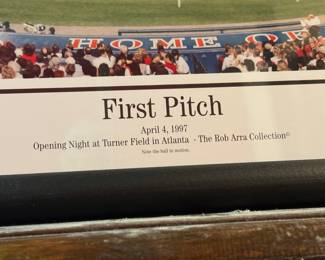 HOME OF
First Pitch
April 4, 1997
Opening Night at Turner Field in Atlanta - The Rob Arra Collection©
Note the ball in motion.